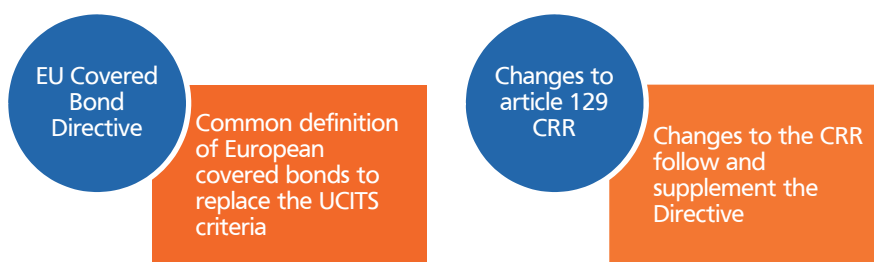 EU Covered
Bond
Directive
Common definition
of European
covered bonds to
replace the UCITS
criteria
Changes to
article 129
CRR
Changes to the CRR
follow and
supplement the
Directive